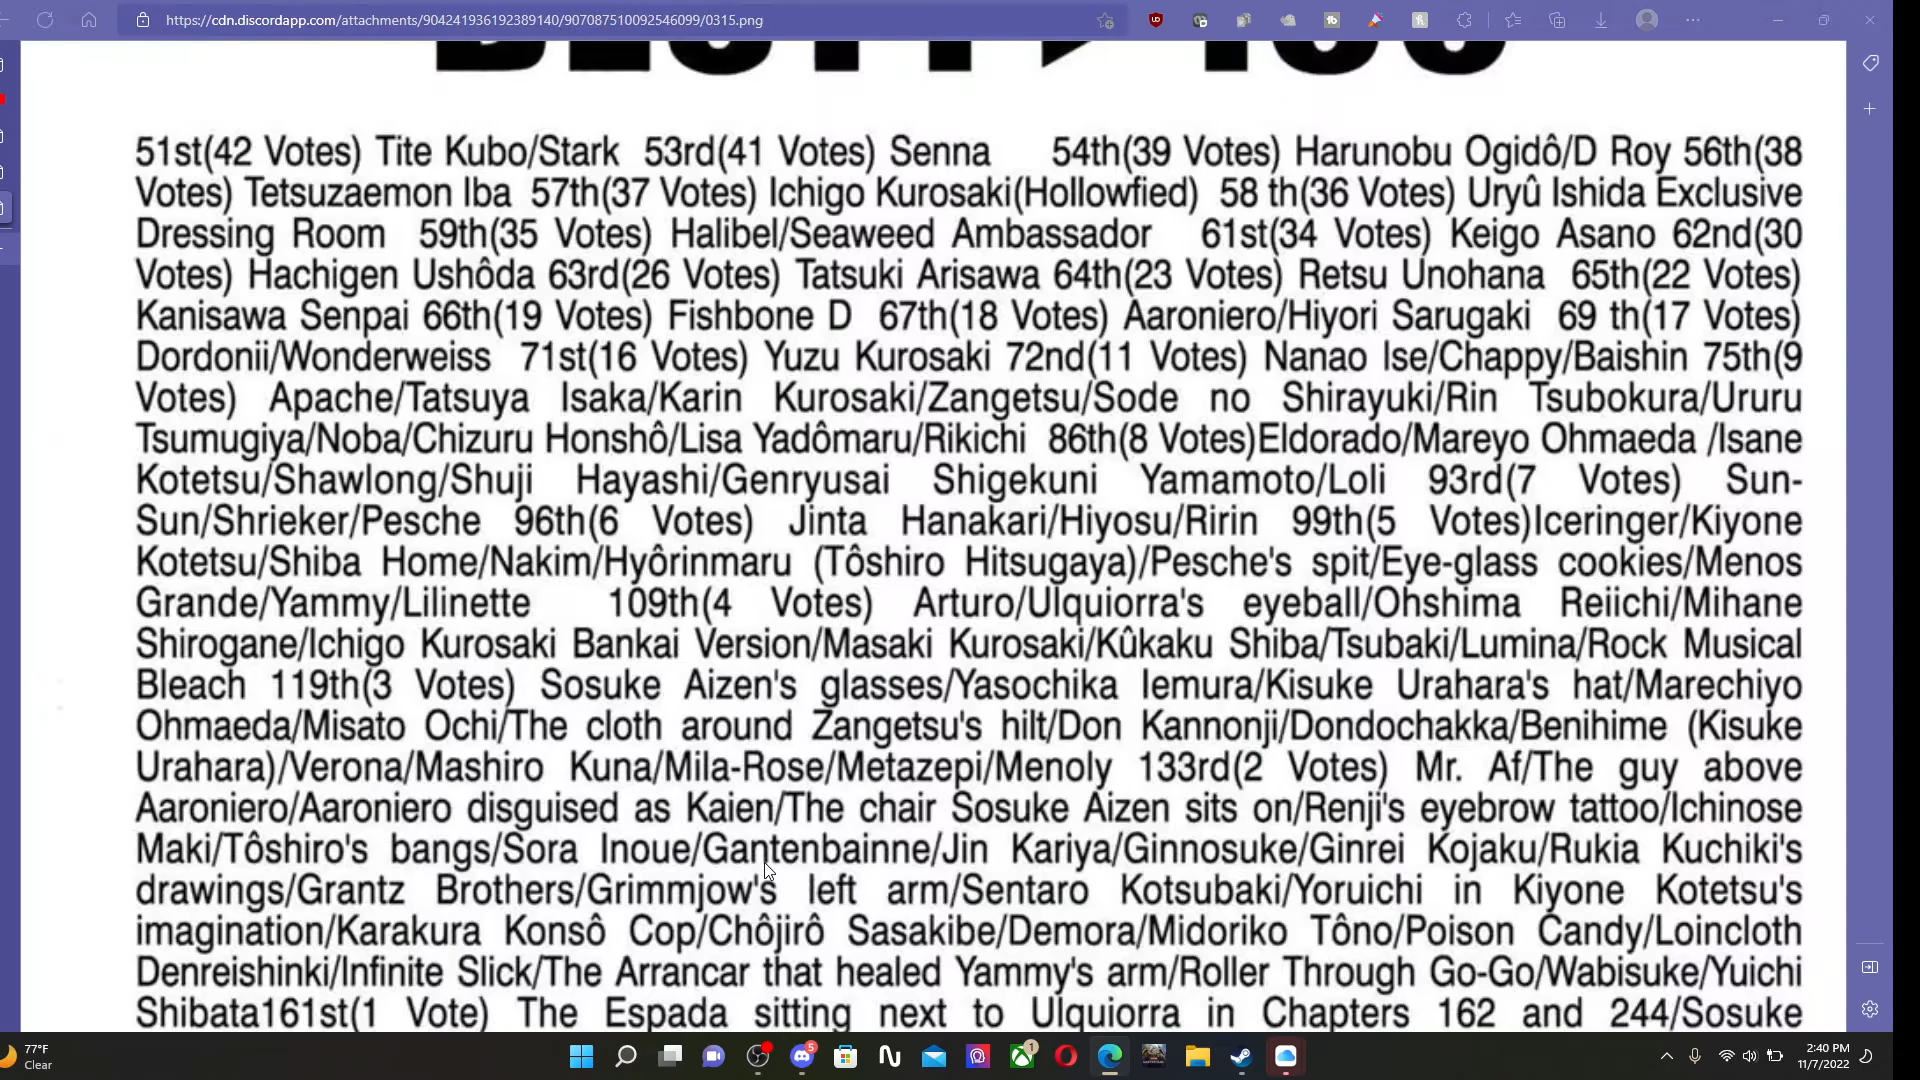 https://cdn.discordapp.com/attachments/904241936192389140/907087510092546099/0315.png
51st(42 Votes) Tite Kubo/Stark 53rd(41 Votes) Senna 54th(39 Votes) Harunobu Ogidô/D Roy 56th(38
Votes) Tetsuzaemon Iba 57th(37 Votes) Ichigo Kurosaki(Hollowfied) 58 th(36 Votes) Uryû Ishida Exclusive
Dressing Room 59th(35 Votes) Halibel/Seaweed Ambassador 61st(34 Votes) Keigo Asano 62nd(30
Votes) Hachigen Ushôda 63rd(26 Votes) Tatsuki Arisawa 64th(23 Votes) Retsu Unohana 65th(22 Votes)
Kanisawa Senpai 66th(19 Votes) Fishbone D 67th(18 Votes) Aaroniero/Hiyori Sarugaki 69 th(17 Votes)
Dordonii/Wonderweiss 71st(16 Votes) Yuzu Kurosaki 72nd(11 Votes) Nanao Ise/Chappy/Baishin 75th(9
Votes) Apache/Tatsuya Isaka/Karin Kurosaki/Zangetsu/Sode no Shirayuki/Rin Tsubokura/Ururu
Tsumugiya/Noba/Chizuru Honshô/Lisa Yadômaru/Rikichi 86th(8 Votes)Eldorado/Mareyo Ohmaeda /Isane
Kotetsu/Shawlong/Shuji Hayashi/Genryusai Shigekuni Yamamoto/Loli 93rd(7 Votes) Sun-
Sun/Shrieker/Pesche 96th(6 Votes) Jinta Hanakari/Hiyosu/Ririn 99th(5 Votes)Iceringer/Kiyone
Kotetsu/Shiba Home/Nakim/Hyôrinmaru (Tôshiro Hitsugaya)/Pesche's spit/Eye-glass cookies/Menos
Grande/Yammy/Lilinette 109th(4 Votes) Arturo/Ulquiorra's eyeball/Ohshima Reiichi/Mihane
Shirogane/Ichigo Kurosaki Bankai Version/Masaki Kurosaki/Kûkaku Shiba/Tsubaki/Lumina/Rock Musical
Bleach 119th(3 Votes) Sosuke Aizen's glasses/Yasochika Iemura/Kisuke Urahara's hat/Marechiyo
Ohmaeda/Misato Ochi/The cloth around Zangetsu's hilt/Don Kannonji/Dondochakka/Benihime (Kisuke
Urahara)/Verona/Mashiro Kuna/Mila-Rose/Metazepi/Menoly 133rd(2 Votes) Mr. Af/The guy above
Aaroniero/Aaroniero disguised as Kaien/The chair Sosuke Aizen sits on/Renji's eyebrow tattoo/Ichinose
Maki/Tôshiro's bangs/Sora Inoue/Gantenbainne/Jin Kariya/Ginnosuke/Ginrei Kojaku/Rukia Kuchiki's
drawings/Grantz Brothers/Grimmjow's left arm/Sentaro Kotsubaki/Yoruichi in Kiyone Kotetsu's
imagination/Karakura Konsô Cop/Chôjirô Sasakibe/Demora/Midoriko Tôno/Poison Candy/Loincloth
Denreishinki/Infinite Slick/The Arrancar that healed Yammy's arm/Roller Through Go-Go/Wabisuke/Yuichi
Shibata161st(1 Vote) The Espada sitting next to Ulquiorra in Chapters 162 and 244/Sosuke
77°F
Clear
5
1
2:40 PM
11/7/2022